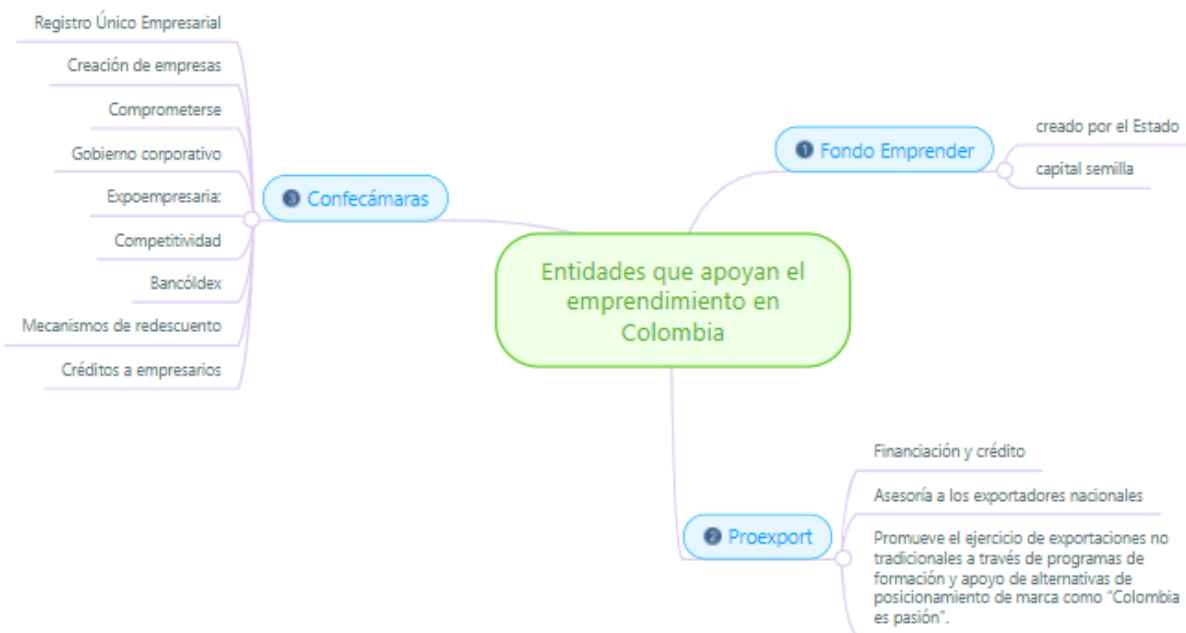 Entidades que apoyan el
emprendimiento en
Colombia
❶ Fondo Emprender
creado por el Estado
capital semilla
❷ Proexport
Financiación y crédito
Asesoría a los exportadores nacionales
Promueve el ejercicio de exportaciones no
tradicionales a través de programas de
formación y apoyo de alternativas de
posicionamiento de marca como "Colombia
es pasión".
❸ Confecámaras
Registro Único Empresarial
Creación de empresas
Comprometerse
Gobierno corporativo
Expoempresaria:
Competitividad
Bancóldex
Mecanismos de redescuento
Créditos a empresarios